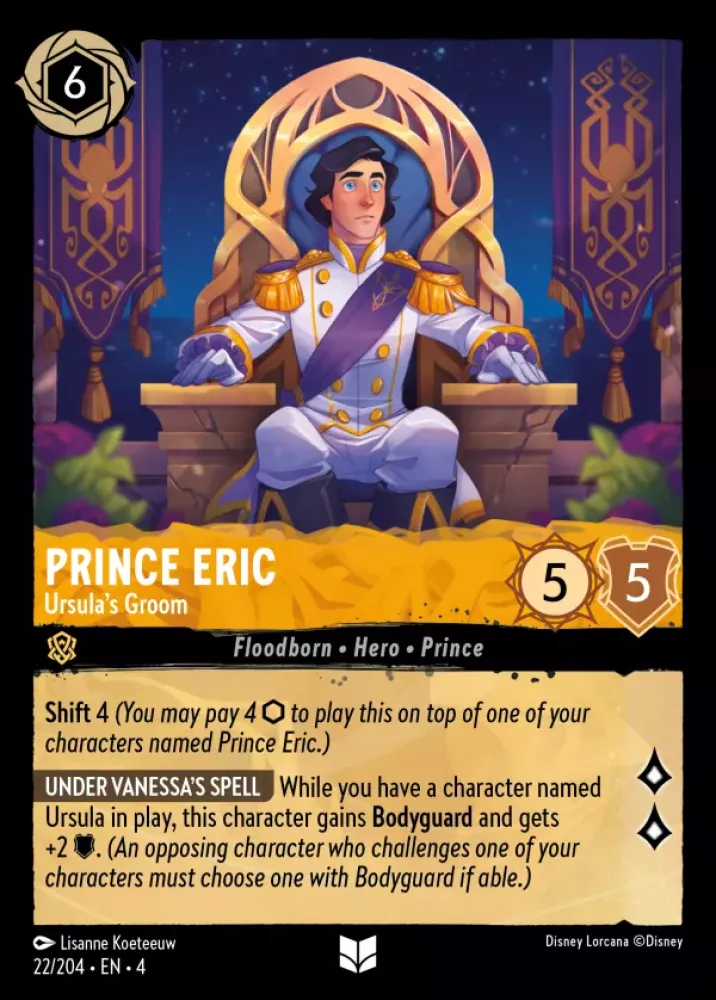 6
PRINCE ERIC
Ursula's Groom
5 5
Floodborn • Hero • Prince
Shift 4 (You may pay 4 ⬡ to play this on top of one of your
characters named Prince Eric.)
UNDER VANESSA'S SPELL While you have a character named
Ursula in play, this character gains Bodyguard and gets
+2 ⛊. (An opposing character who challenges one of your
characters must choose one with Bodyguard if able.)
Lisanne Koeteeuw
Disney Lorcana ©Disney
22/204 • EN • 4